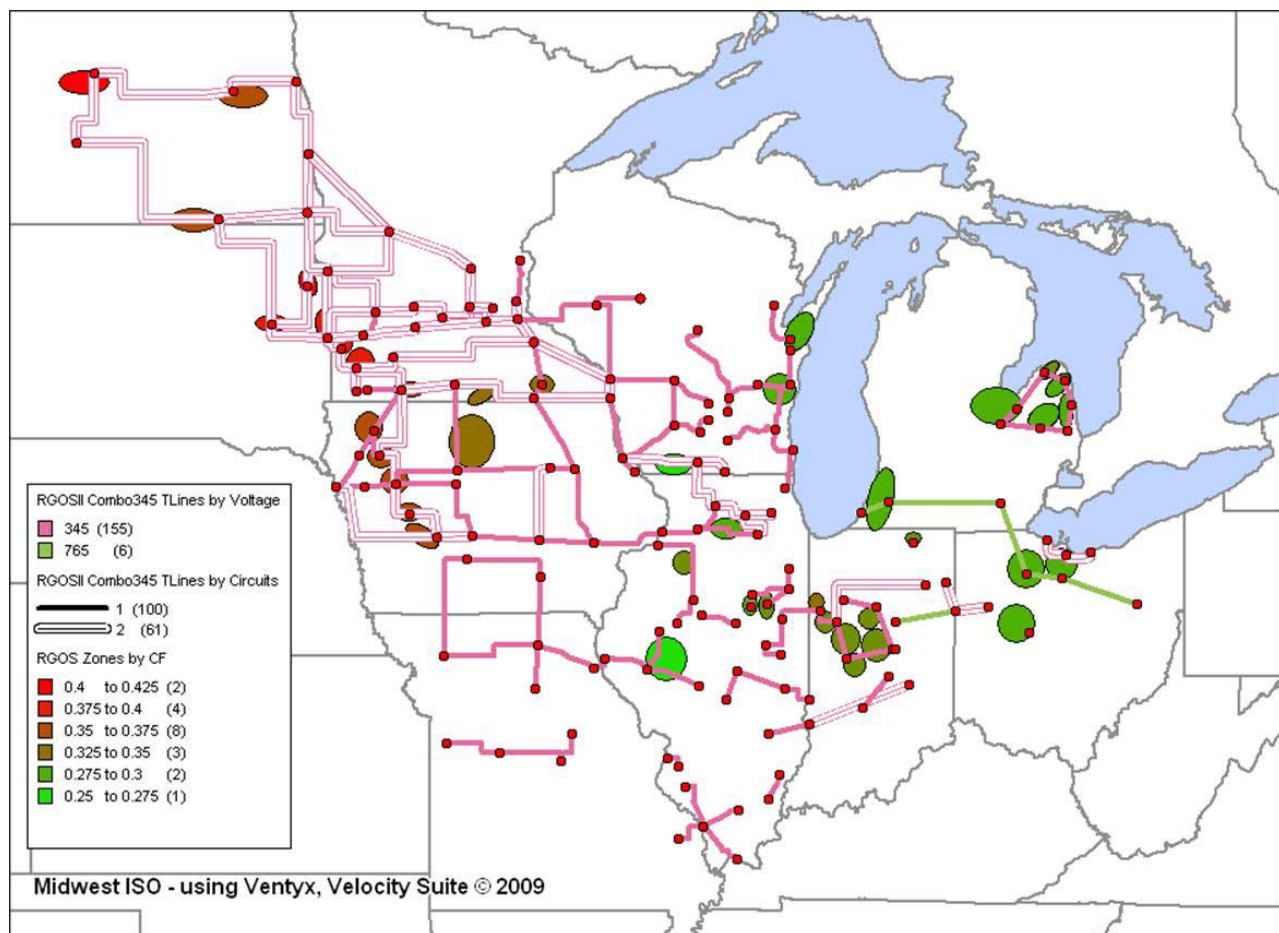 RGOSII Combo345 TLines by Voltage
345 (155)
765 (6)
RGOSII Combo345 TLines by Circuits
1 (100)
2 (61)
RGOS Zones by CF
0.4 to 0.425 (2)
0.375 to 0.4 (4)
0.35 to 0.375 (8)
0.325 to 0.35 (3)
0.275 to 0.3 (2)
0.25 to 0.275 (1)
Midwest ISO - using Ventyx, Velocity Suite © 2009